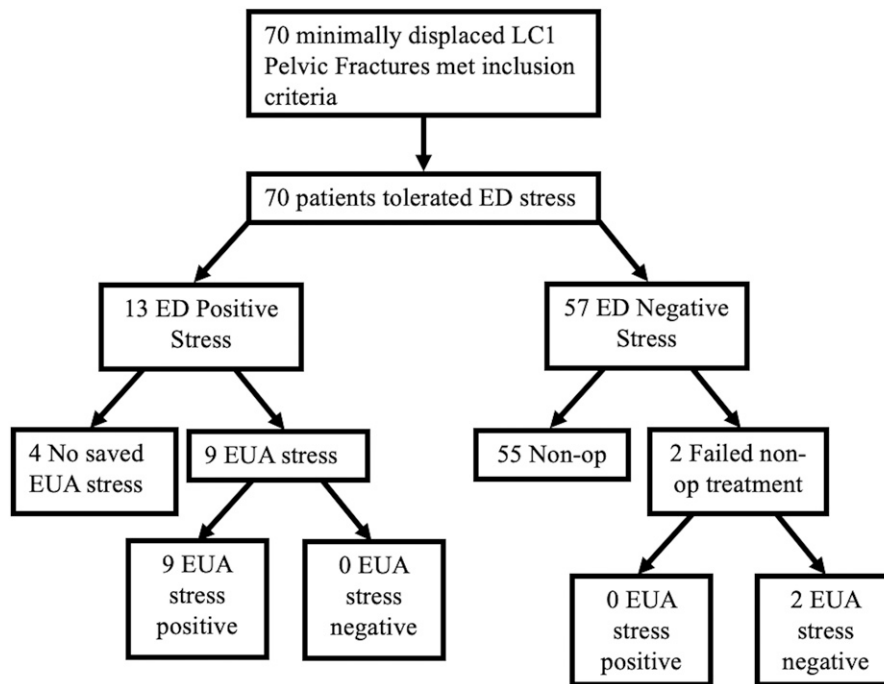 70 minimally displaced LC1
Pelvic Fractures met inclusion
criteria
70 patients tolerated ED stress
13 ED Positive
Stress
57 ED Negative
Stress
4 No saved
EUA stress
9 EUA stress
55 Non-op
2 Failed non-
op treatment
9 EUA
stress
positive
0 EUA
stress
negative
0 EUA
stress
positive
2 EUA
stress
negative